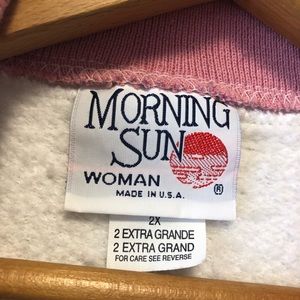 MORNING
SUN
WOMAN
MADE IN U.S.A.
®
2X
2 EXTRA GRANDE
2 EXTRA GRAND
FOR CARE SEE REVERSE